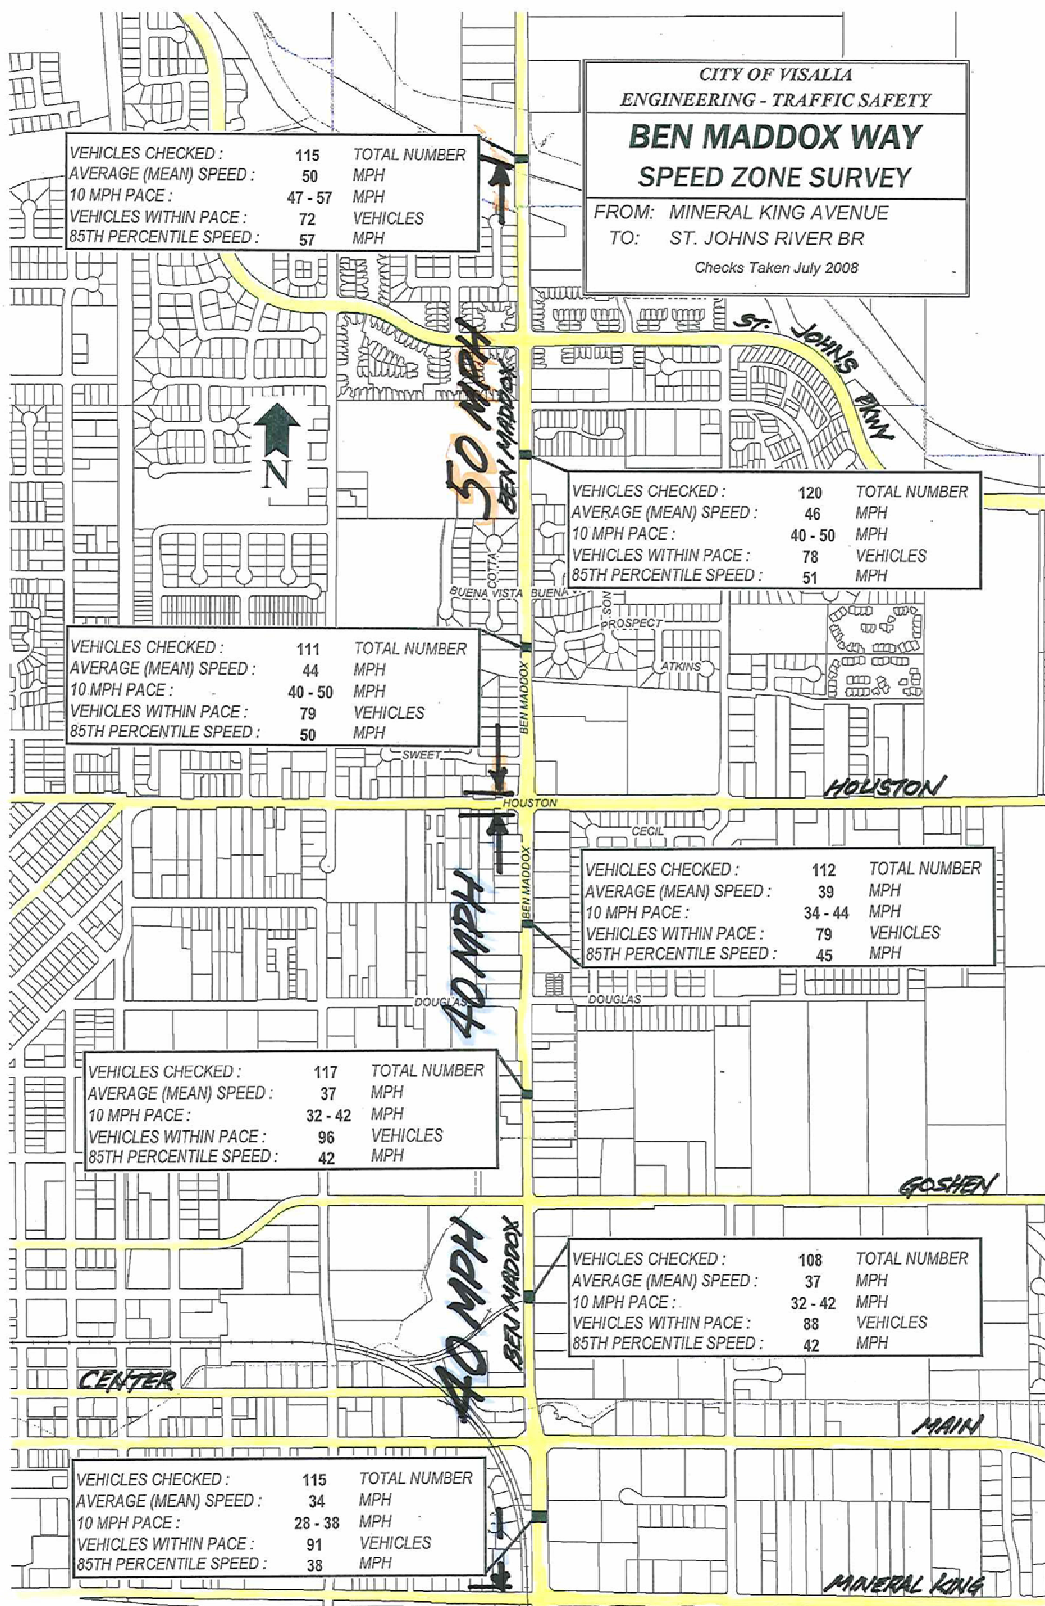 CITY OF VISALIA
ENGINEERING - TRAFFIC SAFETY
BEN MADDOX WAY
SPEED ZONE SURVEY
FROM: MINERAL KING AVENUE
TO: ST. JOHNS RIVER BR
Checks Taken July 2008
VEHICLES CHECKED : 115 TOTAL NUMBER
AVERAGE (MEAN) SPEED : 50 MPH
10 MPH PACE : 47 - 57 MPH
VEHICLES WITHIN PACE : 72 VEHICLES
85TH PERCENTILE SPEED : 57 MPH
ST. JOHNS PKWY
50 MPH
BEN MADDOX
N
VEHICLES CHECKED : 120 TOTAL NUMBER
AVERAGE (MEAN) SPEED : 46 MPH
10 MPH PACE : 40 - 50 MPH
VEHICLES WITHIN PACE : 78 VEHICLES
85TH PERCENTILE SPEED : 51 MPH
COTTA
BUENA VISTA BUENA
SON
PROSPECT
ATKINS
VEHICLES CHECKED : 111 TOTAL NUMBER
AVERAGE (MEAN) SPEED : 44 MPH
10 MPH PACE : 40 - 50 MPH
VEHICLES WITHIN PACE : 79 VEHICLES
85TH PERCENTILE SPEED : 50 MPH
BEN MADDOX
SWEET
HOUSTON
HOUSTON
CECIL
BEN MADDOX
VEHICLES CHECKED : 112 TOTAL NUMBER
AVERAGE (MEAN) SPEED : 39 MPH
10 MPH PACE : 34 - 44 MPH
VEHICLES WITHIN PACE : 79 VEHICLES
85TH PERCENTILE SPEED : 45 MPH
40 MPH
DOUGLAS
DOUGLAS
VEHICLES CHECKED : 117 TOTAL NUMBER
AVERAGE (MEAN) SPEED : 37 MPH
10 MPH PACE : 32 - 42 MPH
VEHICLES WITHIN PACE : 96 VEHICLES
85TH PERCENTILE SPEED : 42 MPH
GOSHEN
40 MPH
BEN MADDOX
VEHICLES CHECKED : 108 TOTAL NUMBER
AVERAGE (MEAN) SPEED : 37 MPH
10 MPH PACE : 32 - 42 MPH
VEHICLES WITHIN PACE : 88 VEHICLES
85TH PERCENTILE SPEED : 42 MPH
CENTER
MAIN
VEHICLES CHECKED : 115 TOTAL NUMBER
AVERAGE (MEAN) SPEED : 34 MPH
10 MPH PACE : 28 - 38 MPH
VEHICLES WITHIN PACE : 91 VEHICLES
85TH PERCENTILE SPEED : 38 MPH
MINERAL KING